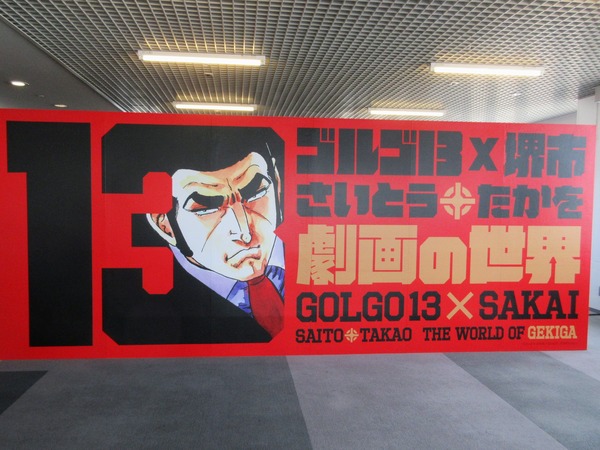 13
ゴルゴ13×堺市
さいとう たかを
劇画の世界
GOLGO13×SAKAI
SAITO TAKAO THE WORLD OF GEKIGA